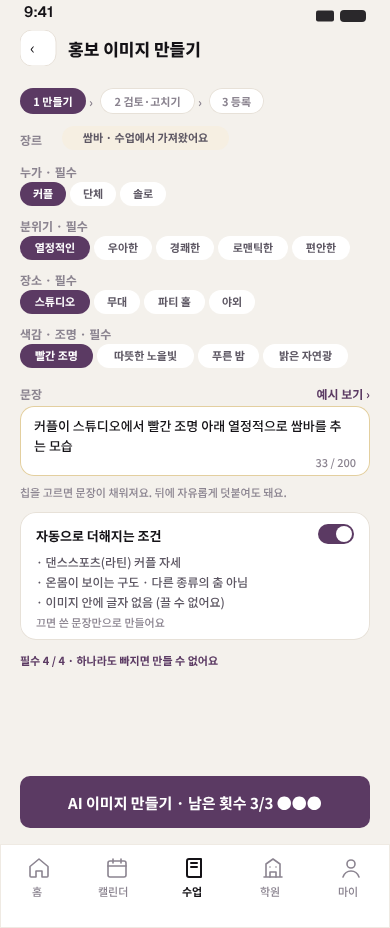 9:41
‹ 홍보 이미지 만들기
1 만들기 › 2 검토·고치기 › 3 등록
장르 쌈바 · 수업에서 가져왔어요
누가 · 필수
커플 단체 솔로
분위기 · 필수
열정적인 우아한 경쾌한 로맨틱한 편안한
장소 · 필수
스튜디오 무대 파티 홀 야외
색감 · 조명 · 필수
빨간 조명 따뜻한 노을빛 푸른 밤 밝은 자연광
문장 예시 보기 ›
커플이 스튜디오에서 빨간 조명 아래 열정적으로 쌈바를 추
는 모습
33 / 200
칩을 고르면 문장이 채워져요. 뒤에 자유롭게 덧붙여도 돼요.
자동으로 더해지는 조건
· 댄스스포츠(라틴) 커플 자세
· 온몸이 보이는 구도 · 다른 종류의 춤 아님
· 이미지 안에 글자 없음 (끌 수 없어요)
끄면 쓴 문장만으로 만들어요
필수 4 / 4 · 하나라도 빠지면 만들 수 없어요
AI 이미지 만들기 · 남은 횟수 3/3 ●●●
홈 캘린더 수업 학원 마이